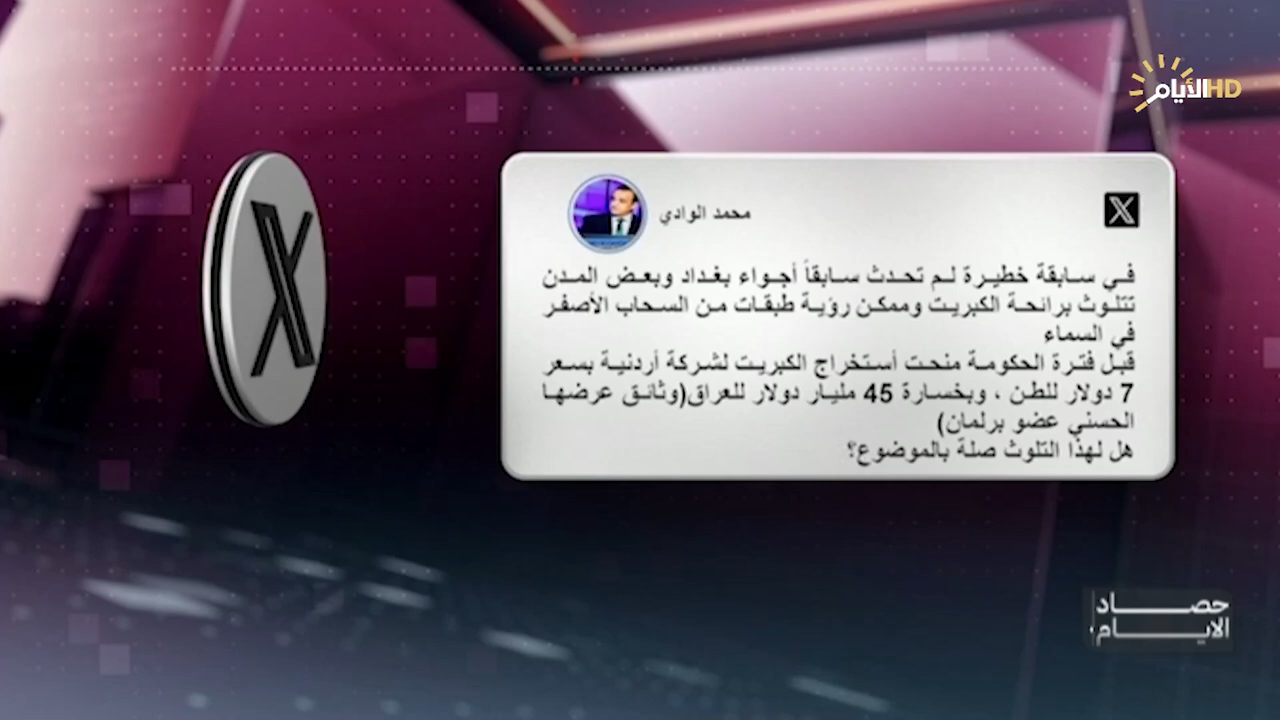 الأيام HD
محمد الوادي
في سابقة خطيرة لم تحدث سابقاً أجواء بغداد وبعض المدن
تتلوث برائحة الكبريت وممكن رؤية طبقات من السحاب الأصفر
في السماء
قبل فترة الحكومة منحت أستخراج الكبريت لشركة أردنية بسعر
7 دولار للطن ، وبخسارة 45 مليار دولار للعراق(وثائق عرضها
الحسني عضو برلمان)
هل لهذا التلوث صلة بالموضوع؟
حصاد
الايام